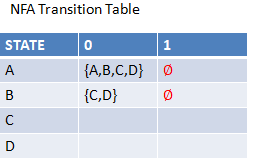 NFA Transition Table
STATE 0 1
A {A,B,C,D} Ø
B {C,D} Ø
C
D